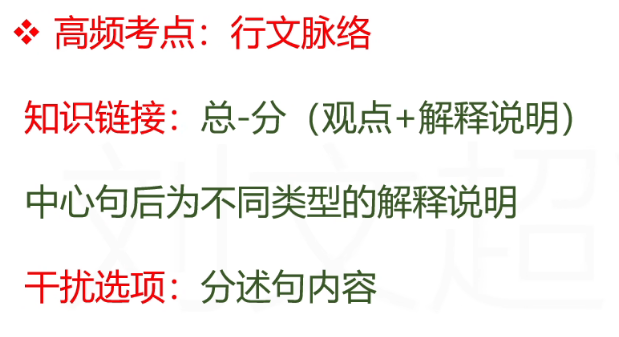 ❖ 高频考点：行文脉络
知识链接：总-分（观点+解释说明）
中心句后为不同类型的解释说明
干扰选项：分述句内容
刘文超